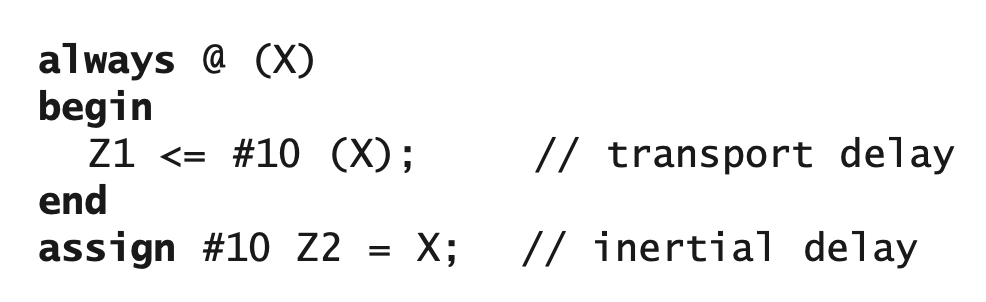 always @ (X)
begin
  Z1 <= #10 (X);     // transport delay
end
assign #10 Z2 = X;   // inertial delay